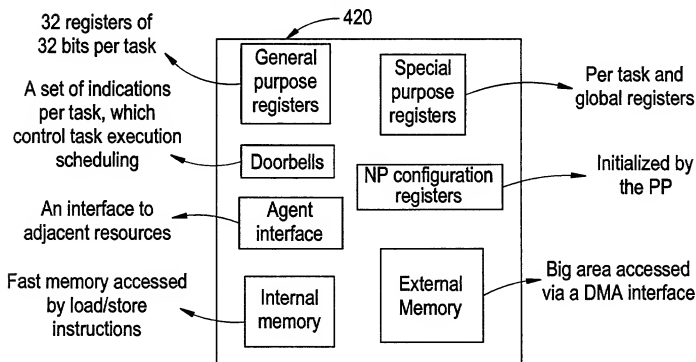 420
32 registers of
32 bits per task
General
purpose
registers
Special
purpose
registers
Per task and
global registers
A set of indications
per task, which
control task execution
scheduling
Doorbells
NP configuration
registers
Initialized by
the PP
An interface to
adjacent resources
Agent
interface
Fast memory accessed
by load/store
instructions
Internal
memory
External
Memory
Big area accessed
via a DMA interface